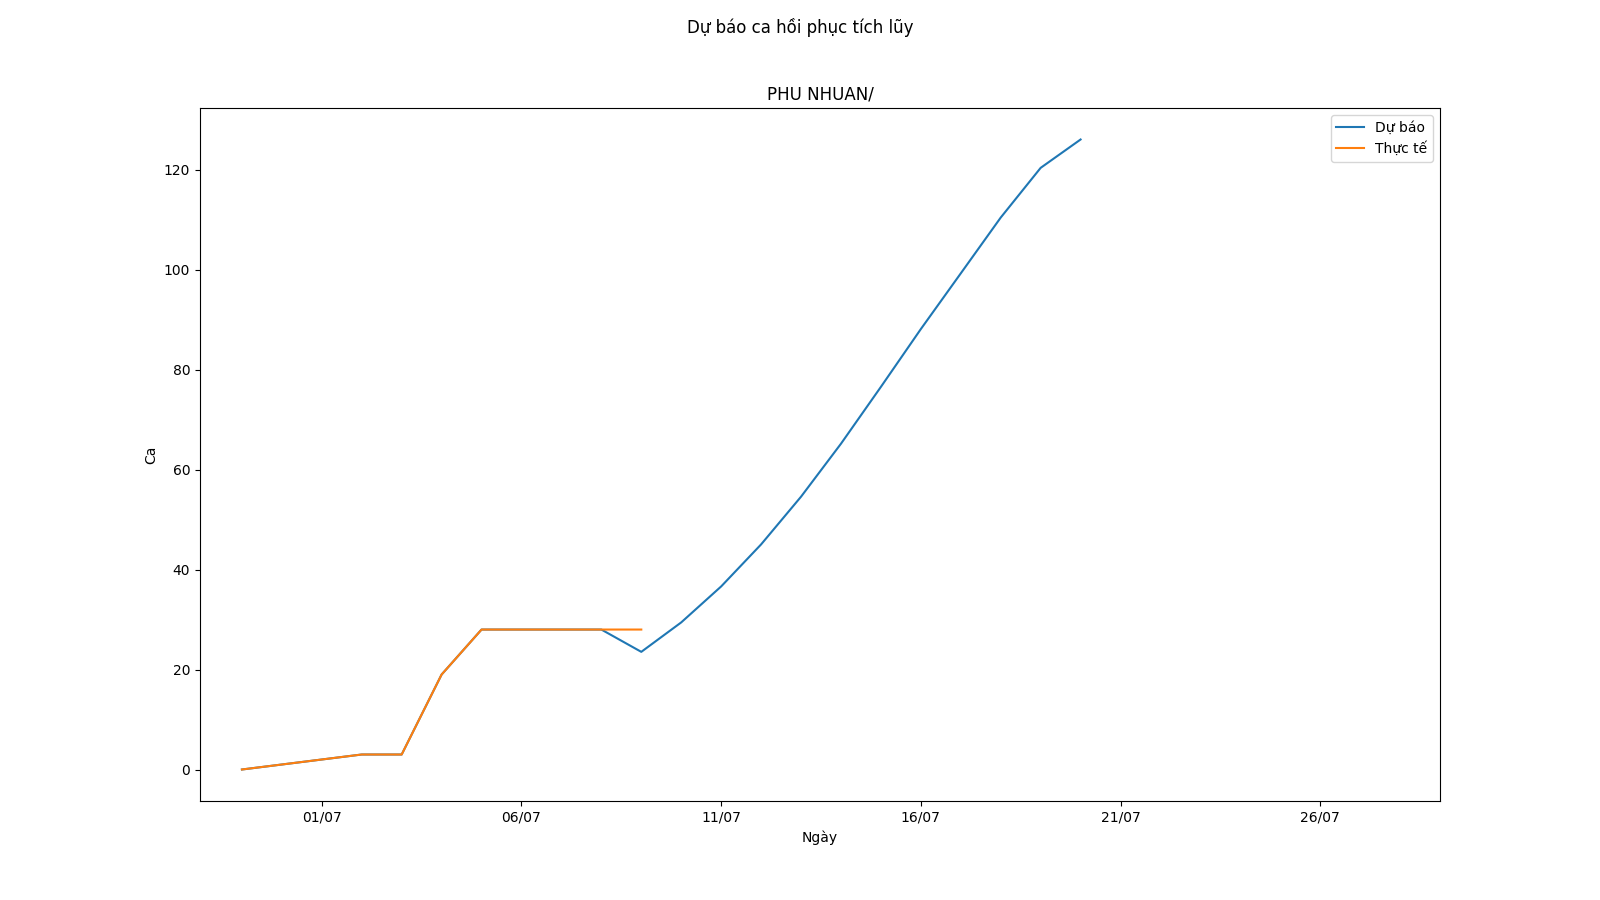 Dự báo ca hồi phục tích lũy
PHU NHUAN/
Dự báo
Thực tế
120
100
80
60
40
20
0
Ca
01/07
06/07
11/07
16/07
21/07
26/07
Ngày